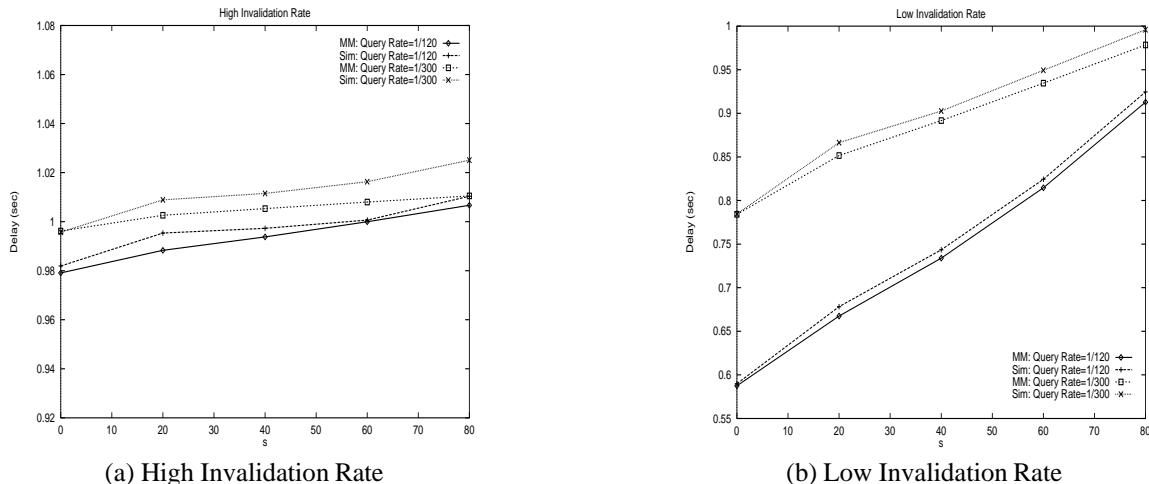 High Invalidation Rate
1.08
1.06
1.04
1.02
1
0.98
0.96
0.94
0.92
Delay (sec)
MM: Query Rate=1/120
Sim: Query Rate=1/120
MM: Query Rate=1/300
Sim: Query Rate=1/300
0 10 20 30 40 50 60 70 80
s
(a) High Invalidation Rate
Low Invalidation Rate
1
0.95
0.9
0.85
0.8
0.75
0.7
0.65
0.6
0.55
Delay (sec)
MM: Query Rate=1/120
Sim: Query Rate=1/120
MM: Query Rate=1/300
Sim: Query Rate=1/300
0 10 20 30 40 50 60 70 80
s
(b) Low Invalidation Rate